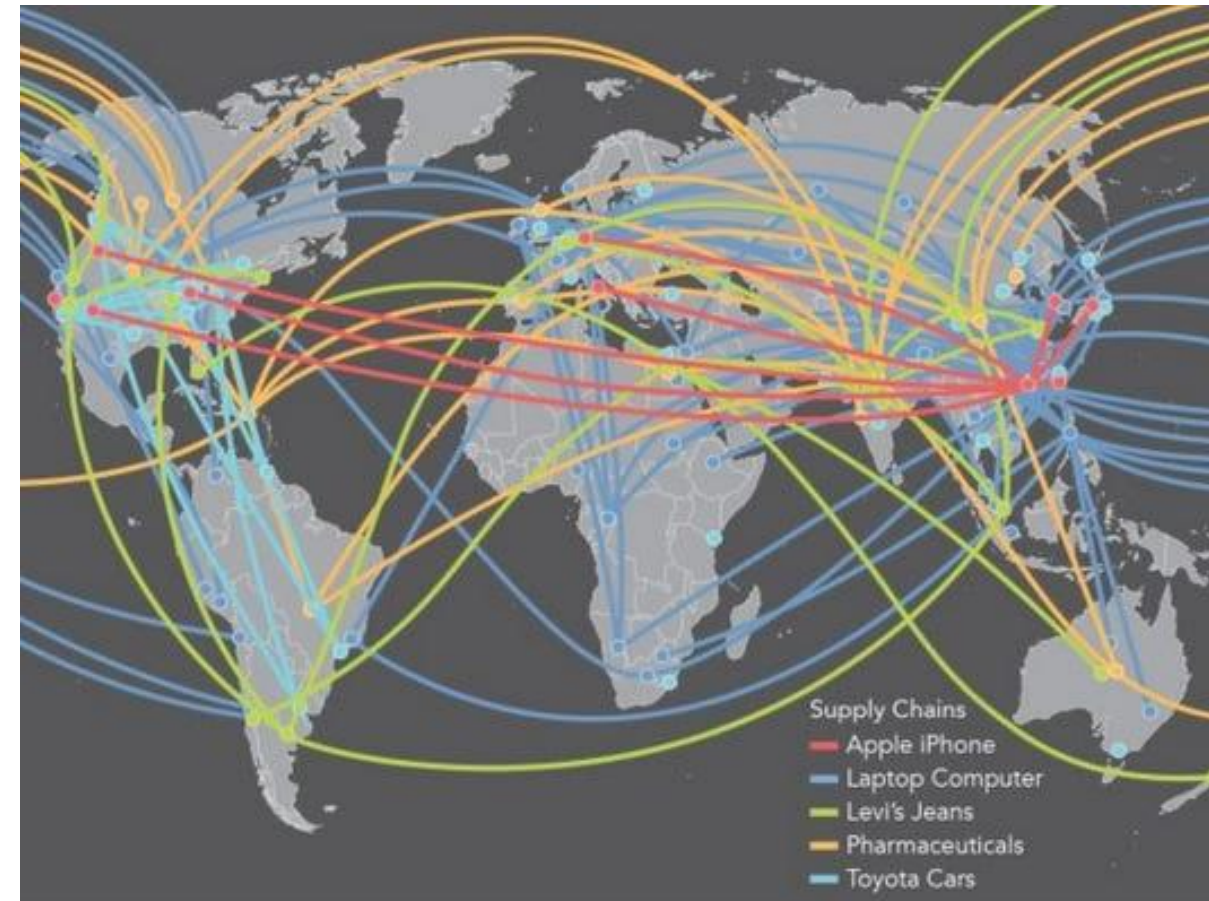 Supply Chains
Apple iPhone
Laptop Computer
Levi's Jeans
Pharmaceuticals
Toyota Cars